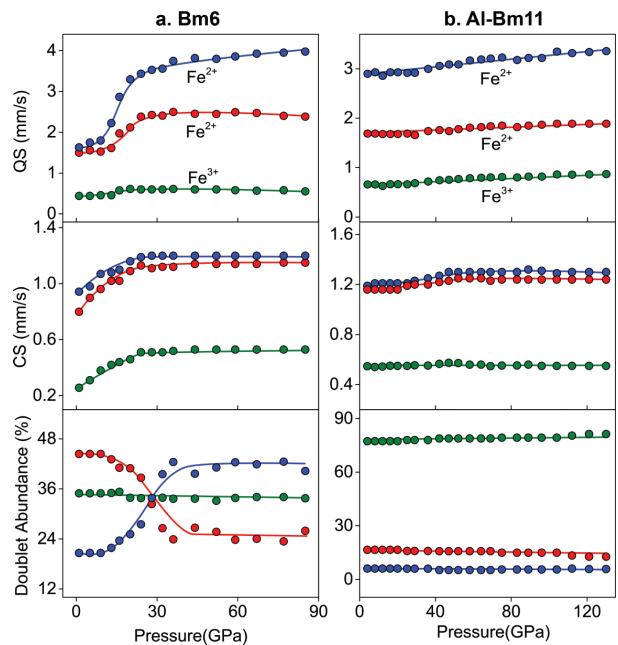 a. Bm6
b. Al-Bm11
QS (mm/s)
4
3
2
1
0
Fe2+
Fe2+
Fe3+
3
2
1
0
Fe2+
Fe2+
Fe3+
CS (mm/s)
1.2
0.8
0.4
0.2
1.6
1.2
0.8
0.4
Doublet Abundance (%)
48
36
24
12
90
60
30
0
0 30 60 90
0 40 80 120
Pressure(GPa)
Pressure(GPa)